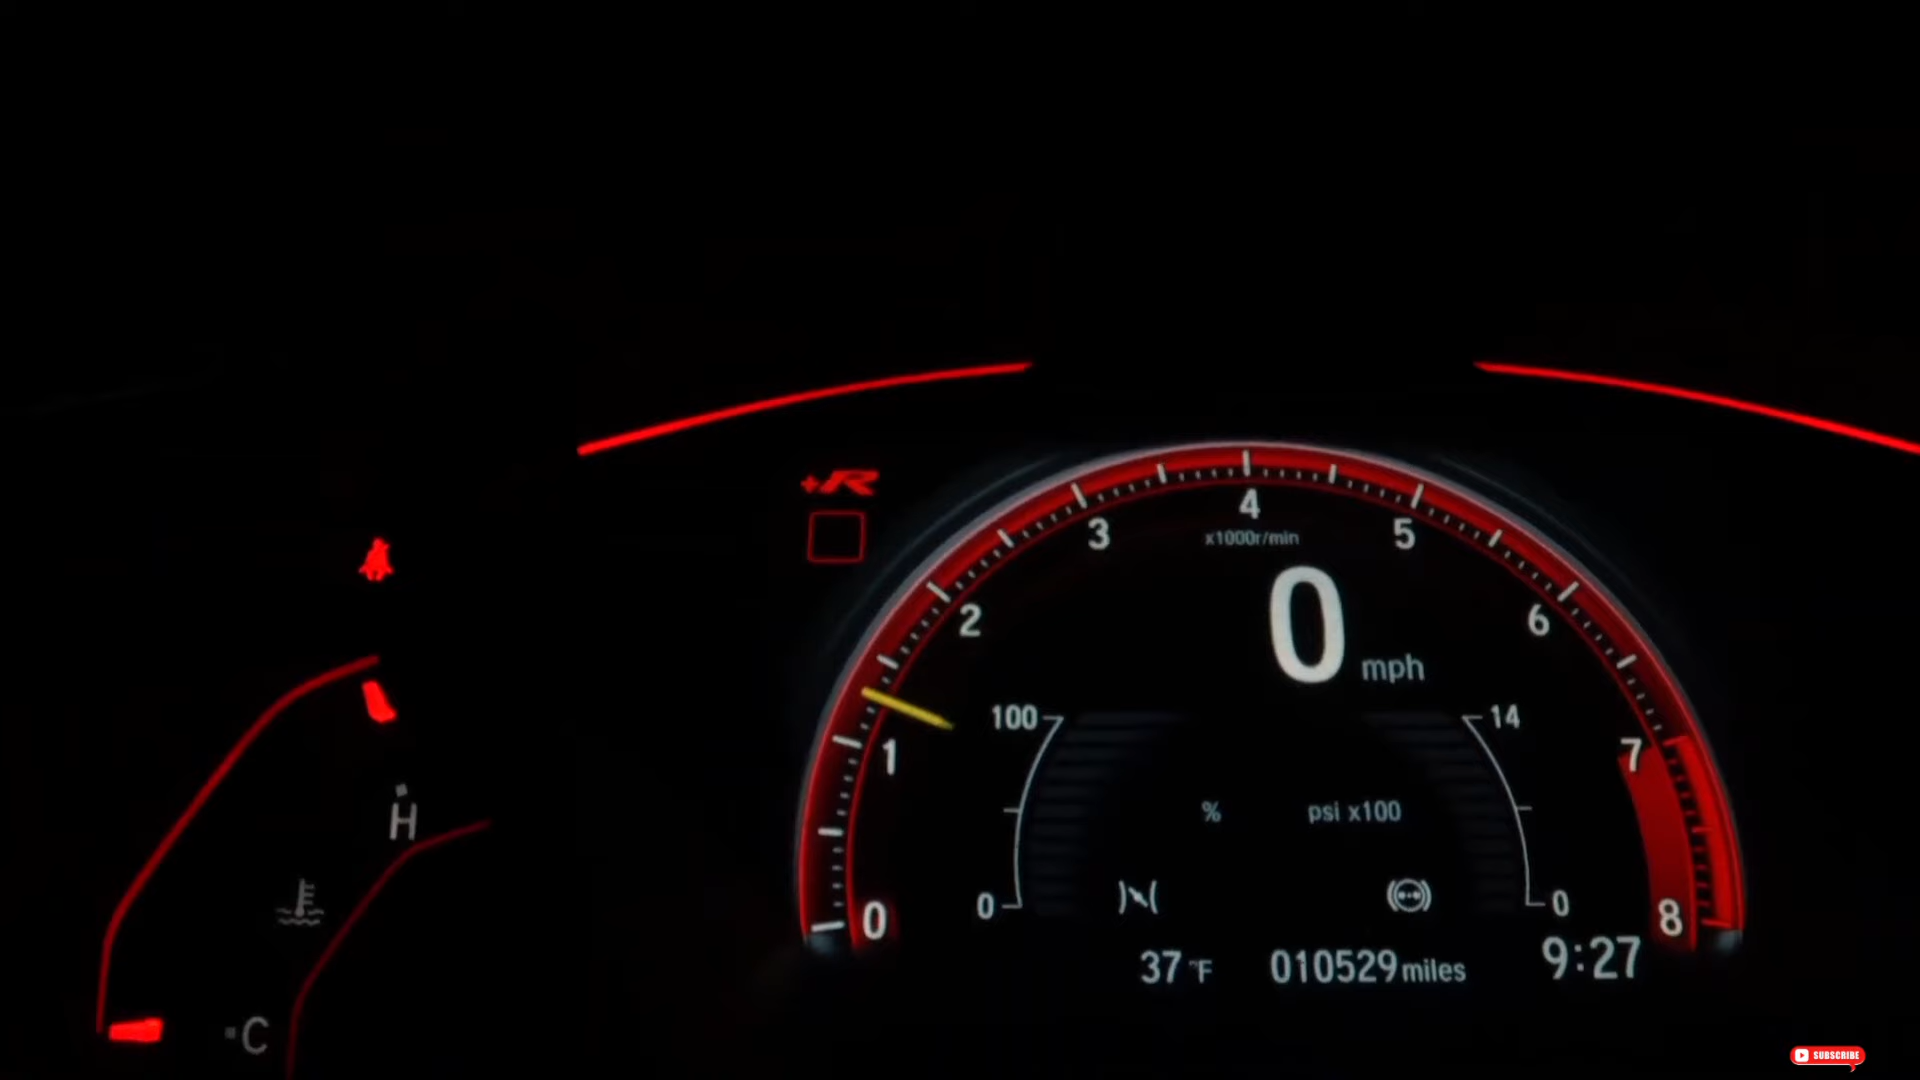 +R
4
3 5
x1000r/min
2 0 6
mph
100 14
1 7
% psi x100
H
0 0
0 8
37 °F 010529 miles 9:27
C
SUBSCRIBE